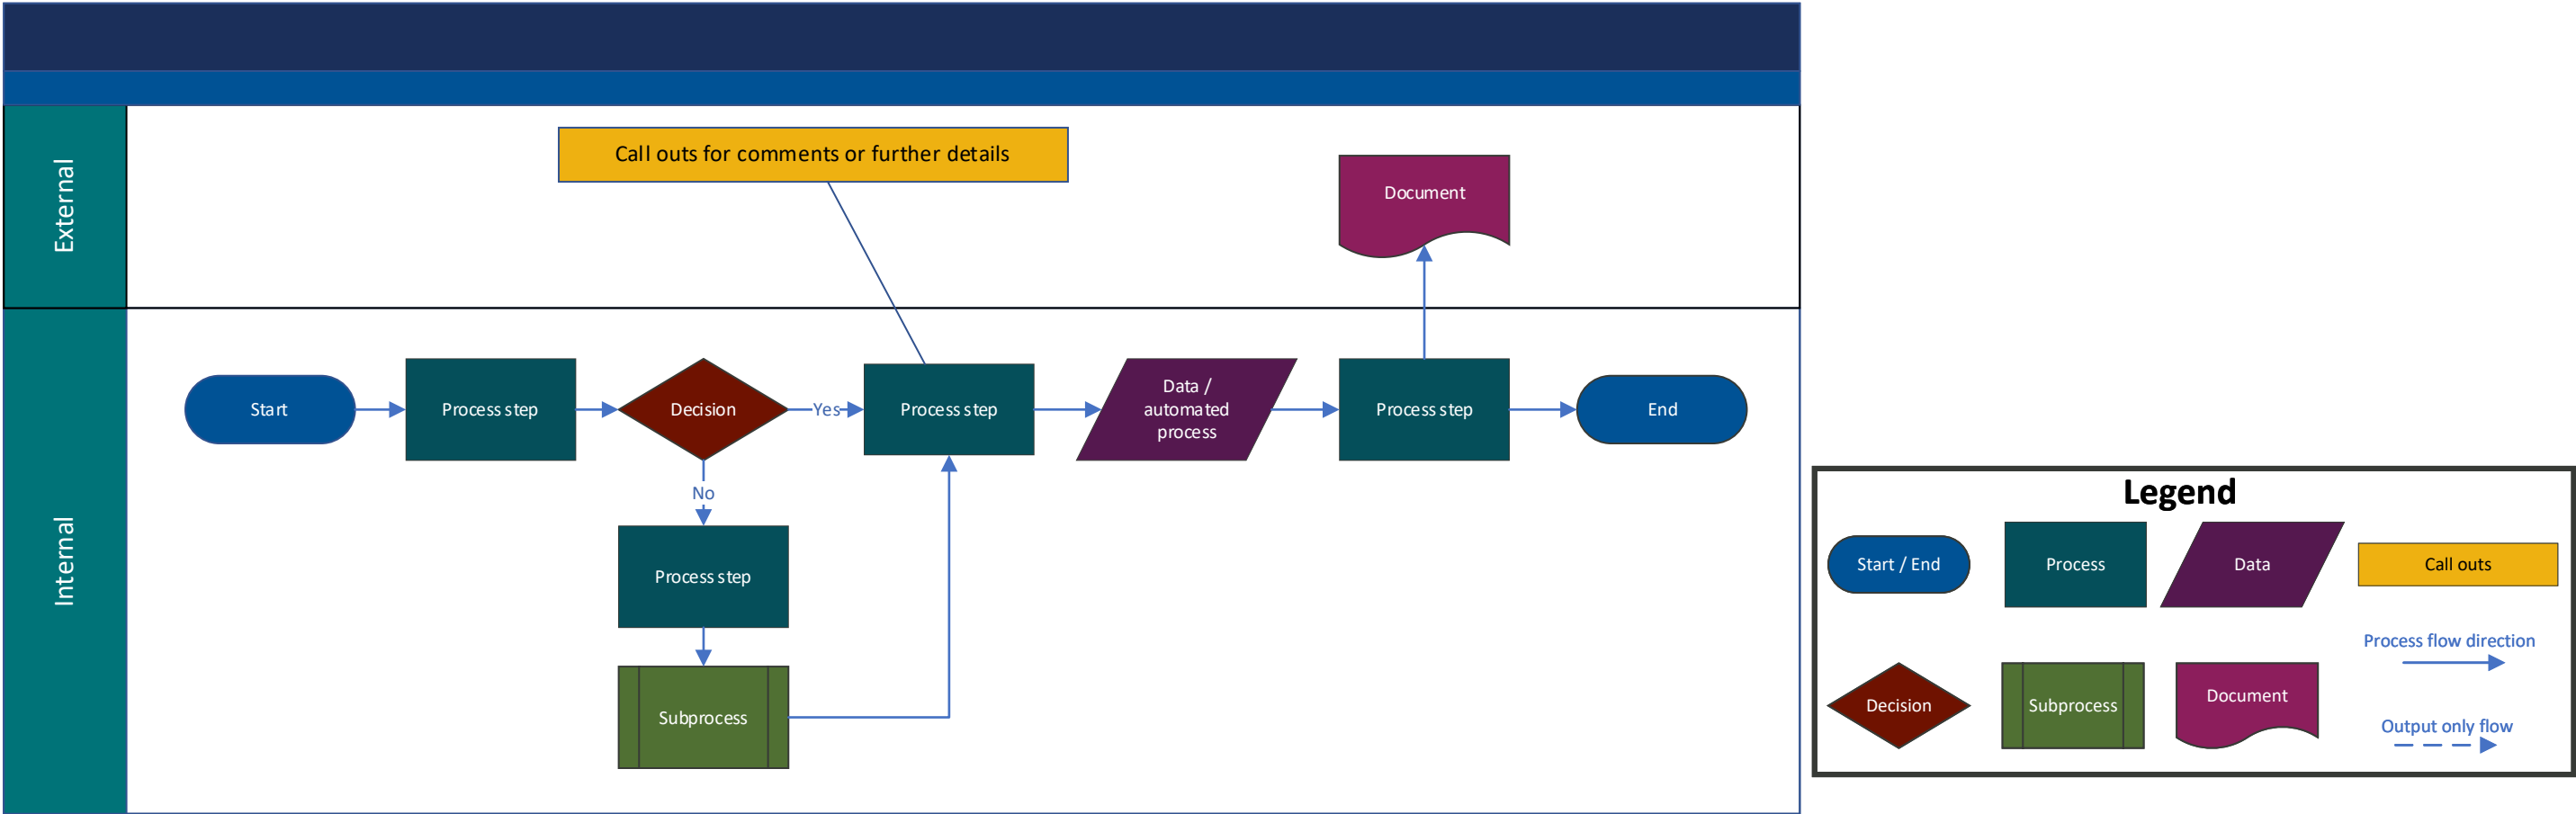 External
Call outs for comments or further details
Document
Internal
Start
Process step
Decision
Yes
Process step
Data /
automated
process
Process step
End
No
Process step
Subprocess
Legend
Start / End
Process
Data
Call outs
Process flow direction
Decision
Subprocess
Document
Output only flow